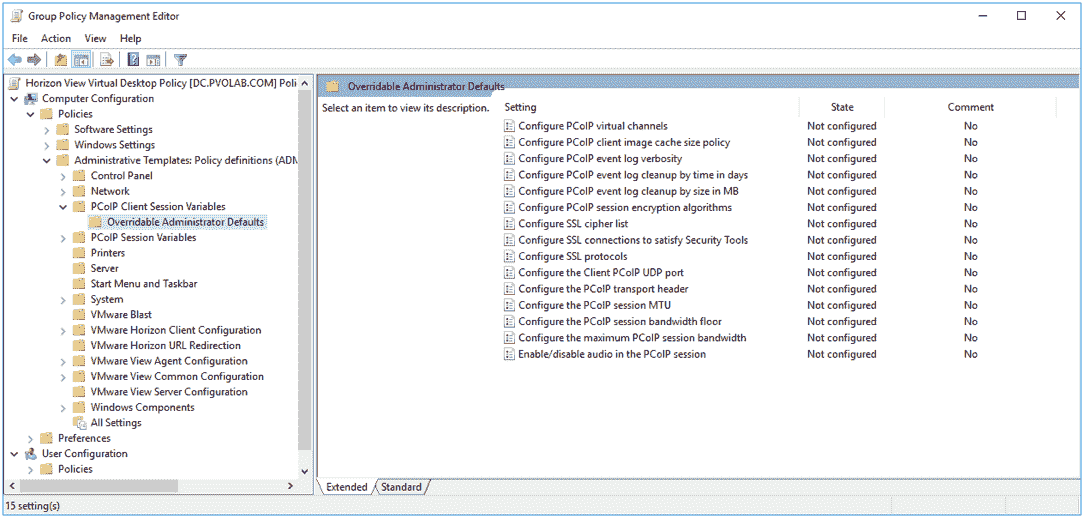 Group Policy Management Editor
File Action View Help
Horizon View Virtual Desktop Policy [DC.PVOLAB.COM] Poli
Computer Configuration
Policies
Software Settings
Windows Settings
Administrative Templates: Policy definitions (ADM
Control Panel
Network
PCoIP Client Session Variables
Overridable Administrator Defaults
PCoIP Session Variables
Printers
Server
Start Menu and Taskbar
System
VMware Blast
VMware Horizon Client Configuration
VMware Horizon URL Redirection
VMware View Agent Configuration
VMware View Common Configuration
VMware View Server Configuration
Windows Components
All Settings
Preferences
User Configuration
Policies
Overridable Administrator Defaults
Select an item to view its description.
Setting State Comment
Configure PCoIP virtual channels Not configured No
Configure PCoIP client image cache size policy Not configured No
Configure PCoIP event log verbosity Not configured No
Configure PCoIP event log cleanup by time in days Not configured No
Configure PCoIP event log cleanup by size in MB Not configured No
Configure PCoIP session encryption algorithms Not configured No
Configure SSL cipher list Not configured No
Configure SSL connections to satisfy Security Tools Not configured No
Configure SSL protocols Not configured No
Configure the Client PCoIP UDP port Not configured No
Configure the PCoIP transport header Not configured No
Configure the PCoIP session MTU Not configured No
Configure the PCoIP session bandwidth floor Not configured No
Configure the maximum PCoIP session bandwidth Not configured No
Enable/disable audio in the PCoIP session Not configured No
Extended Standard
15 setting(s)